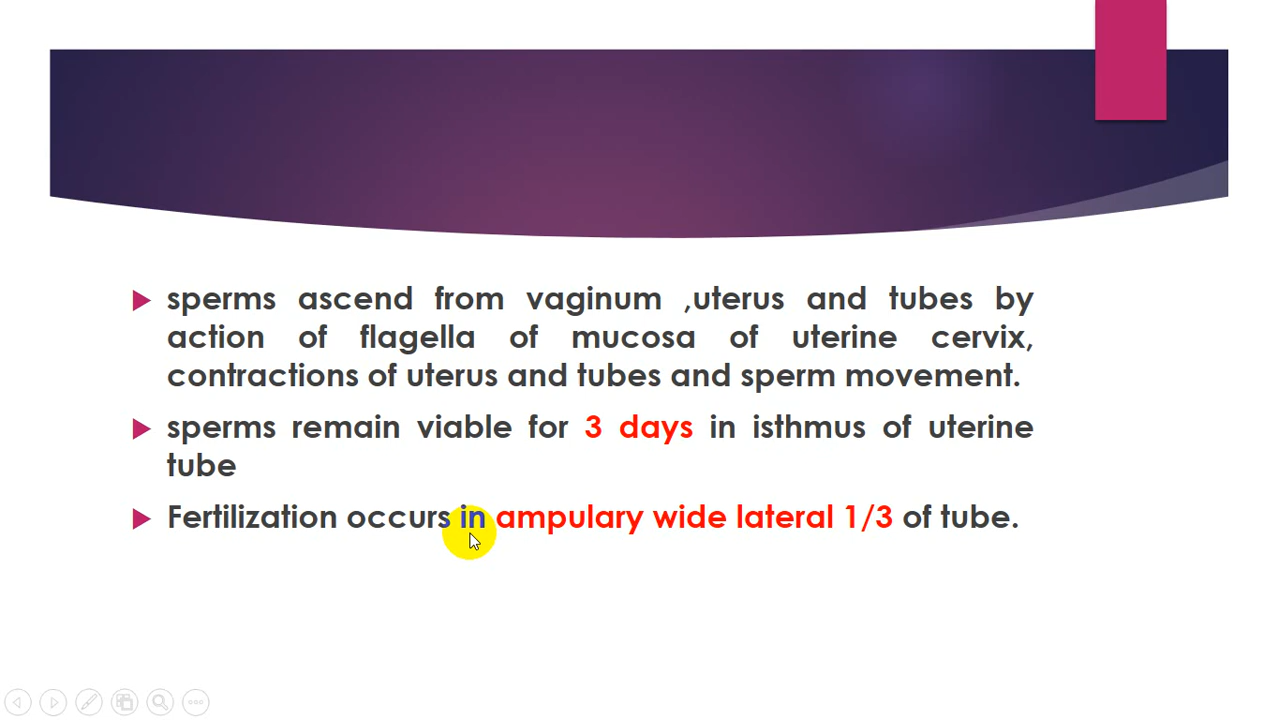 sperms ascend from vaginum ,uterus and tubes by
action of flagella of mucosa of uterine cervix,
contractions of uterus and tubes and sperm movement.
sperms remain viable for 3 days in isthmus of uterine
tube
Fertilization occurs in ampulary wide lateral 1/3 of tube.